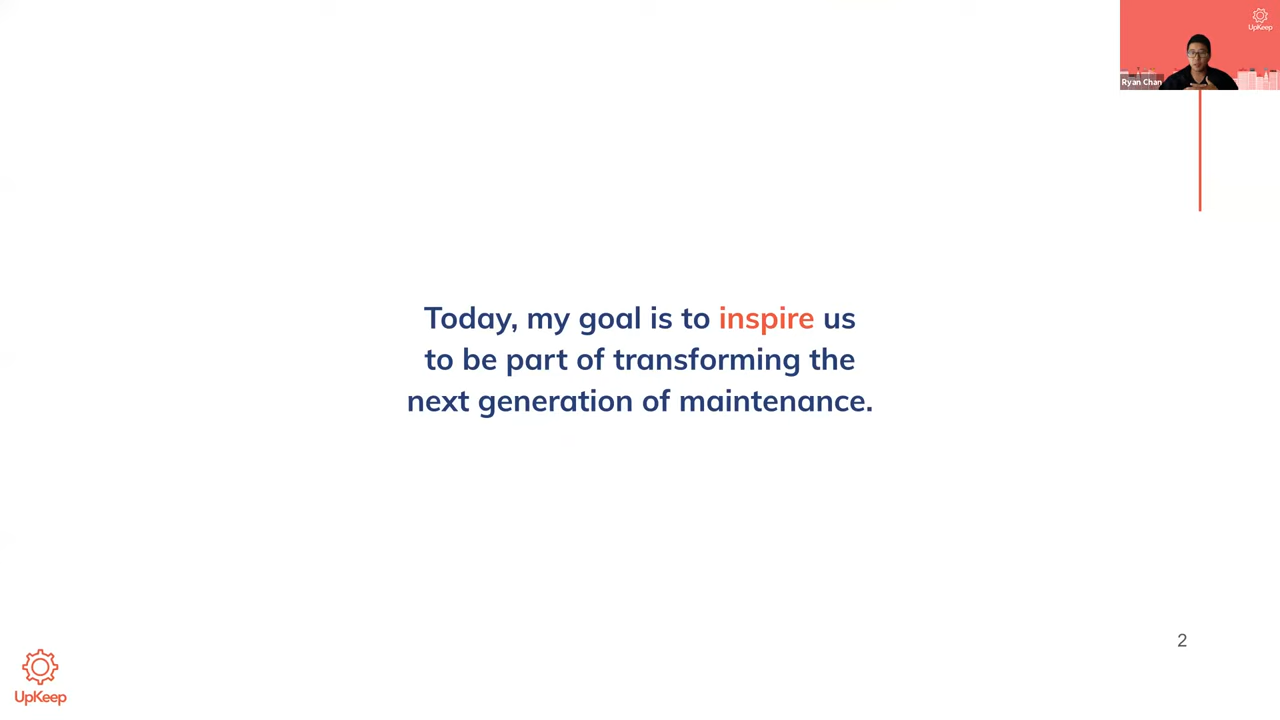 UpKeep
Ryan Chan
Today, my goal is to inspire us
to be part of transforming the
next generation of maintenance.
2
UpKeep